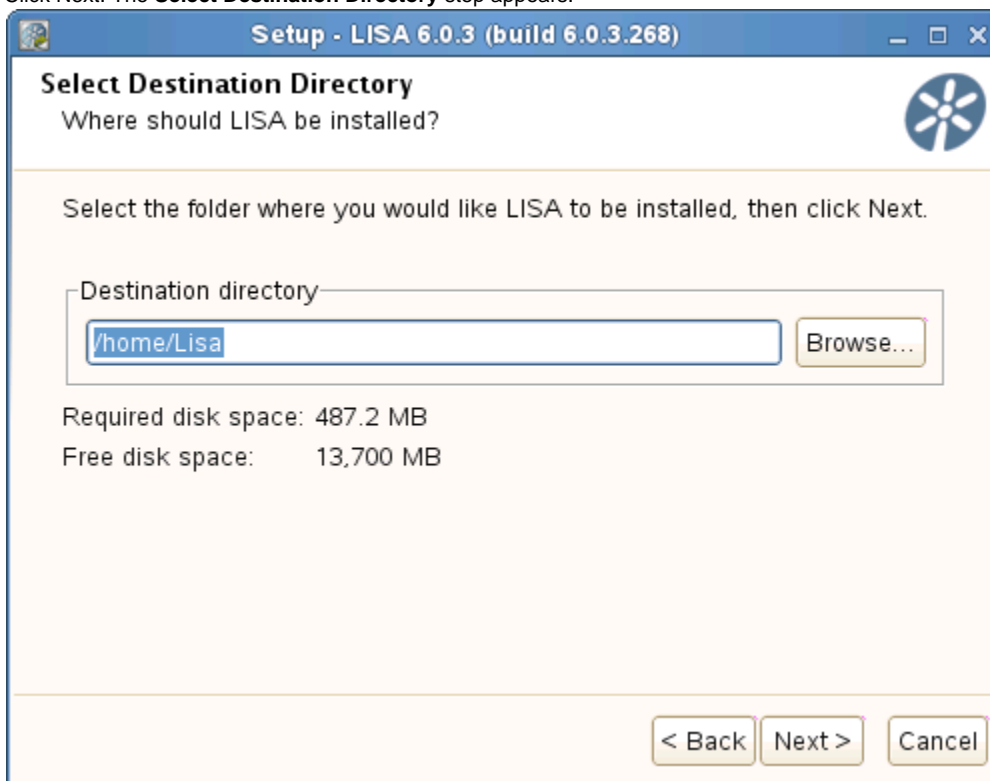 Click Next. The Select Destination Directory step appears.
Setup - LISA 6.0.3 (build 6.0.3.268)
Select Destination Directory
Where should LISA be installed?
Select the folder where you would like LISA to be installed, then click Next.
Destination directory
/home/Lisa
Browse...
Required disk space: 487.2 MB
Free disk space: 13,700 MB
< Back Next > Cancel